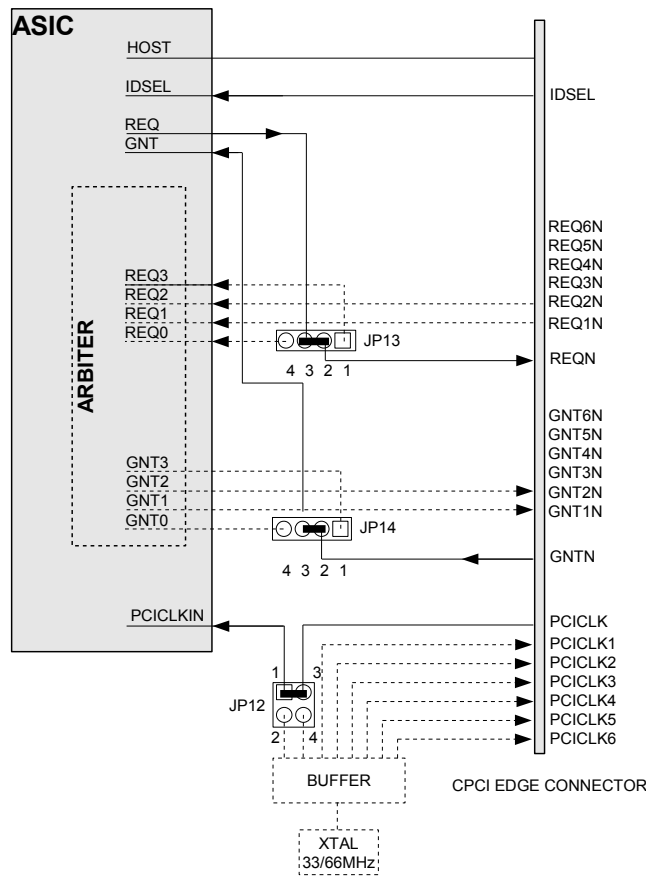 ASIC
HOST
IDSEL
IDSEL
REQ
GNT
REQ6N
REQ5N
REQ4N
REQ3N
REQ2N
REQ1N
REQ3
REQ2
REQ1
REQ0
ARBITER
JP13
4 3 2 1
REQN
GNT6N
GNT5N
GNT4N
GNT3N
GNT2N
GNT1N
GNT3
GNT2
GNT1
GNT0
JP14
4 3 2 1
GNTN
PCICLKIN
PCICLK
PCICLK1
PCICLK2
PCICLK3
PCICLK4
PCICLK5
PCICLK6
1 3
JP12
2 4
BUFFER
CPCI EDGE CONNECTOR
XTAL
33/66MHz